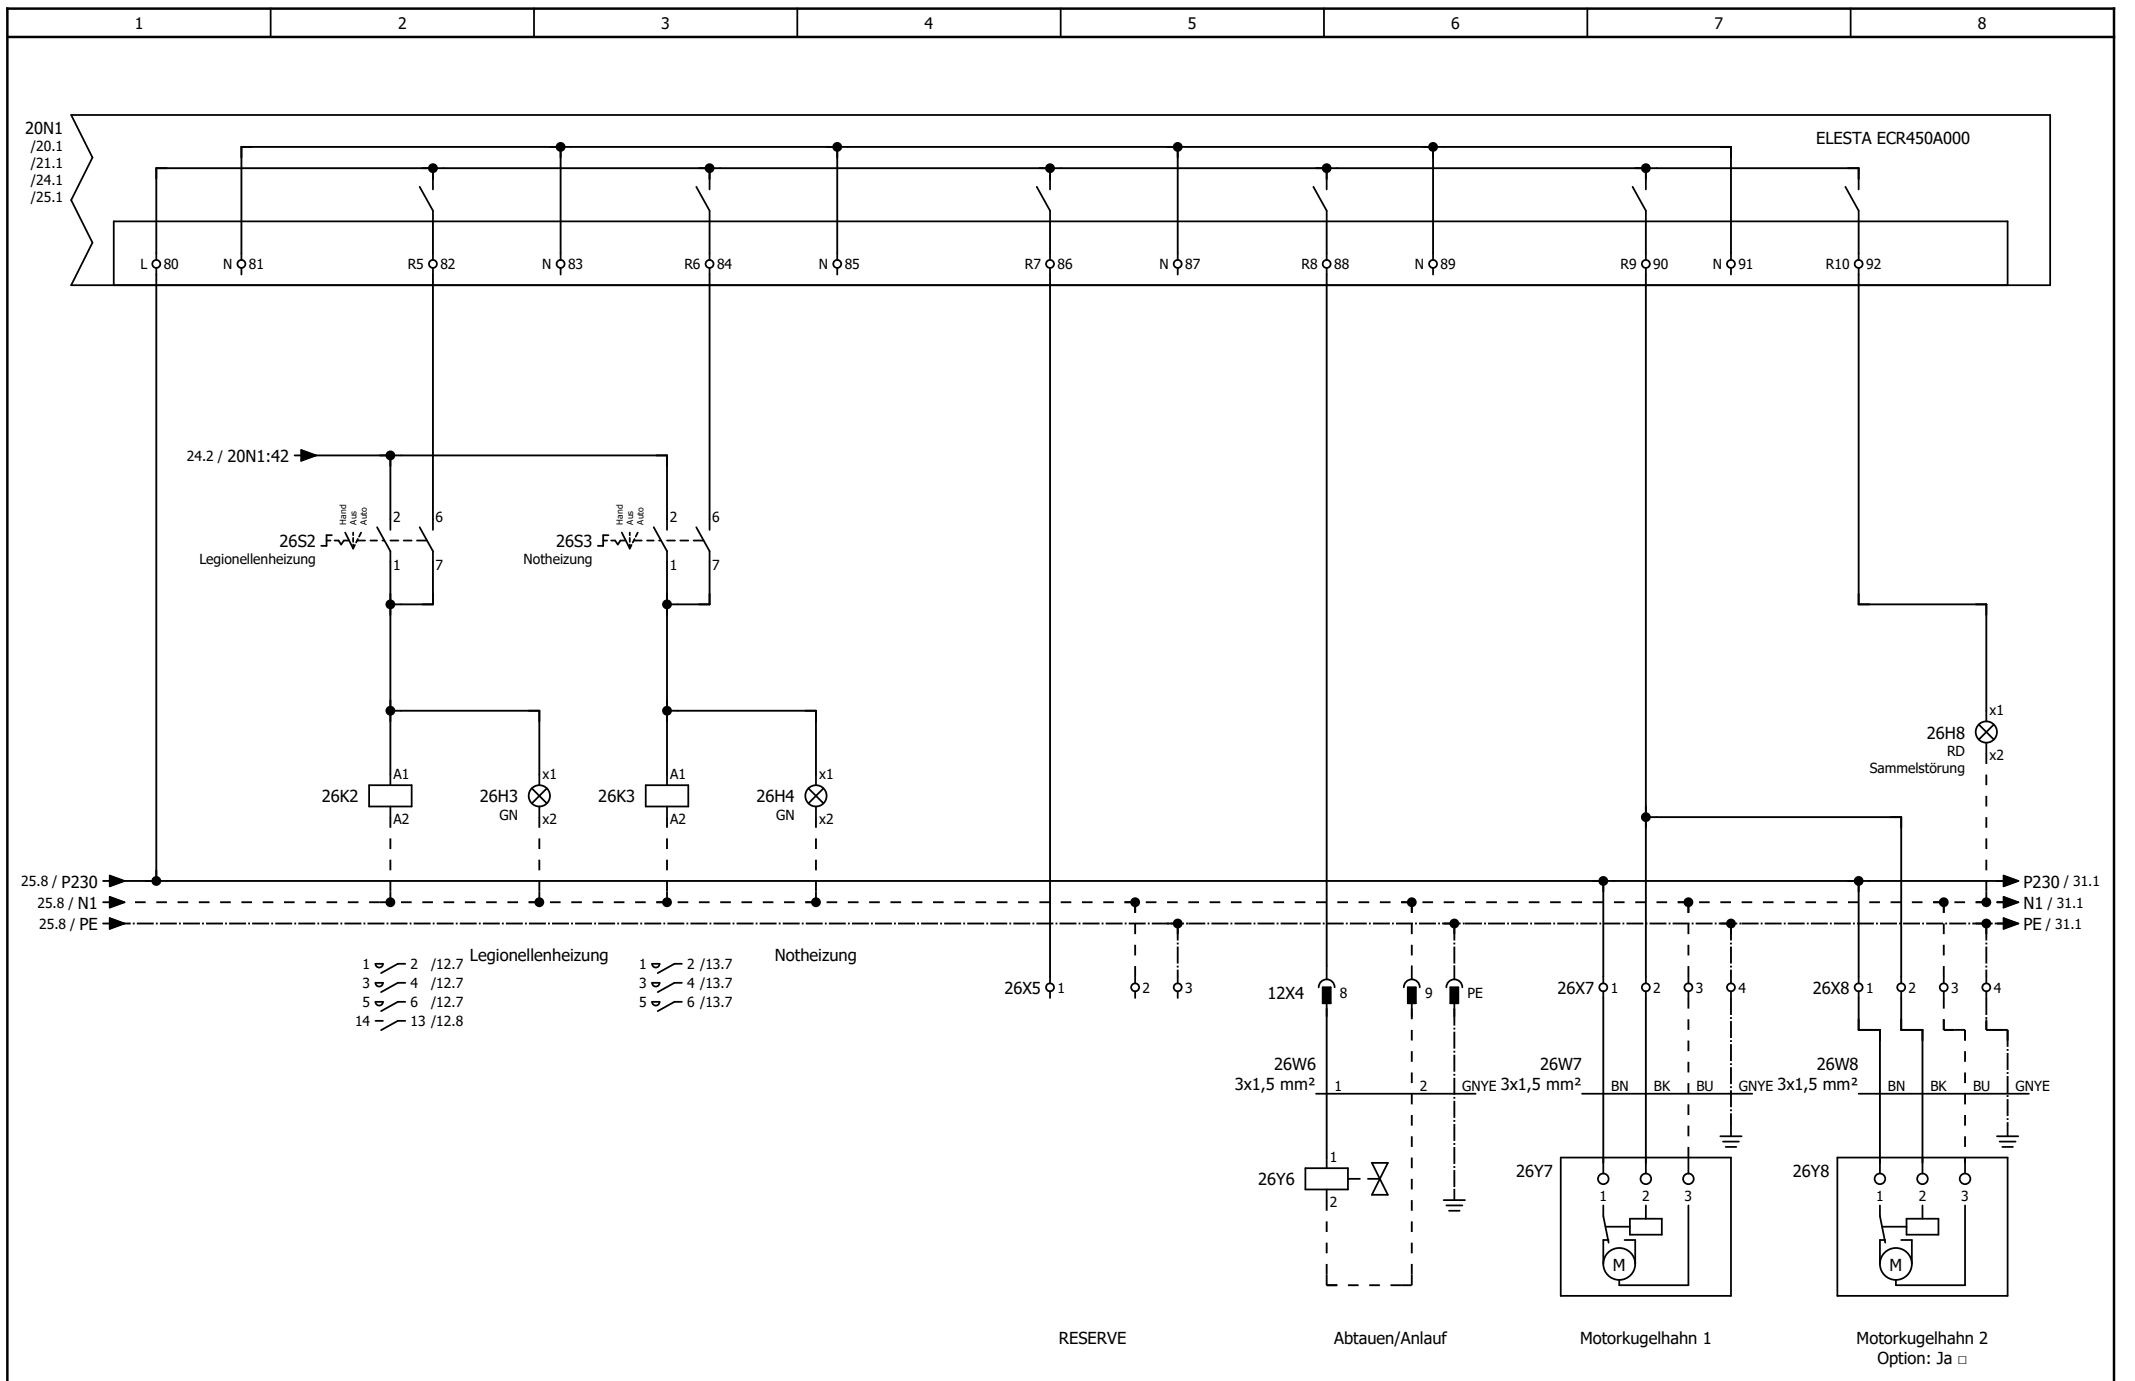 1 2 3 4 5 6 7 8
20N1
/20.1
/21.1
/24.1
/25.1
ELESTA ECR450A000
L 80 N 81 R5 82 N 83 R6 84 N 85 R7 86 N 87 R8 88 N 89 R9 90 N 91 R10 92
24.2 / 20N1:42
Hand Aus Auto 2 6 Hand Aus Auto 2 6
26S2 26S3
Legionellenheizung 1 7 Notheizung 1 7
x1
26H8
RD x2
Sammelstörung
A1 x1 A1 x1
26K2 26H3 26K3 26H4
GN GN
A2 x2 A2 x2
25.8 / P230 P230 / 31.1
25.8 / N1 N1 / 31.1
25.8 / PE PE / 31.1
Legionellenheizung Notheizung
1 2 /12.7 1 2 /13.7
3 4 /12.7 3 4 /13.7
5 6 /12.7 5 6 /13.7
14 13 /12.8
26X5 1 2 3 12X4 8 9 PE 26X7 1 2 3 4 26X8 1 2 3 4
26W6 26W7 26W8
3x1,5 mm² 1 2 GNYE 3x1,5 mm² BN BK BU GNYE 3x1,5 mm² BN BK BU GNYE
1
26Y6 26Y7 26Y8
2 1 2 3 1 2 3
M M
RESERVE Abtauen/Anlauf Motorkugelhahn 1 Motorkugelhahn 2
Option: Ja □